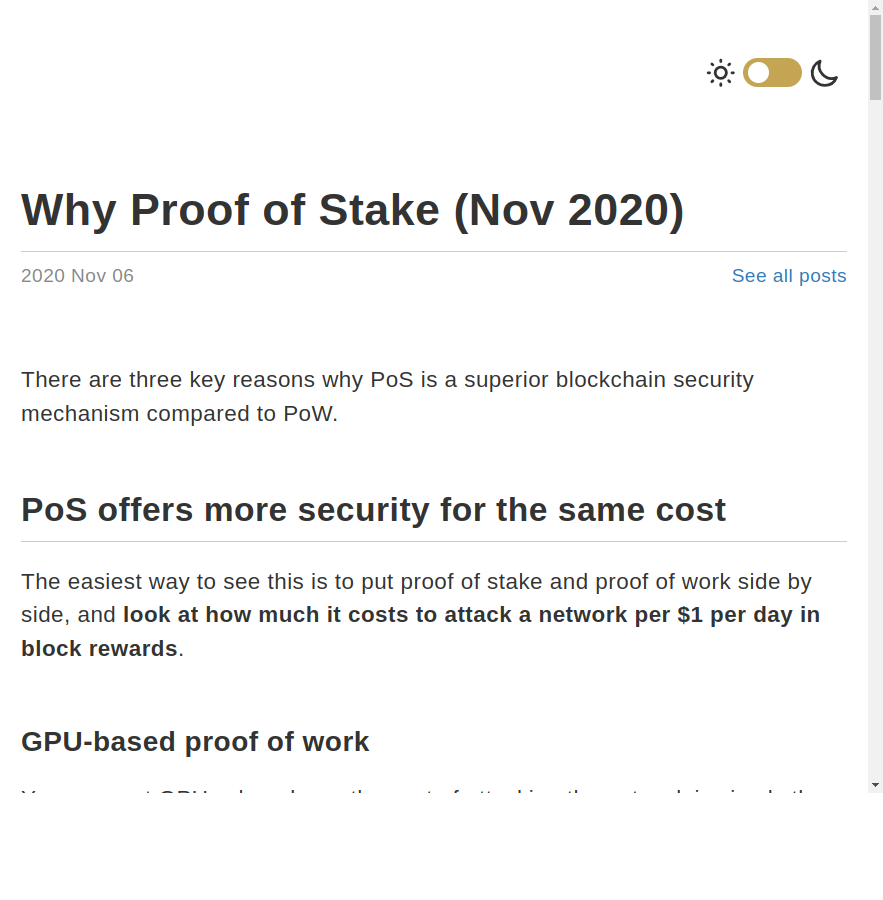 Why Proof of Stake (Nov 2020)
2020 Nov 06 See all posts
There are three key reasons why PoS is a superior blockchain security
mechanism compared to PoW.
PoS offers more security for the same cost
The easiest way to see this is to put proof of stake and proof of work side by
side, and look at how much it costs to attack a network per $1 per day in
block rewards.
GPU-based proof of work